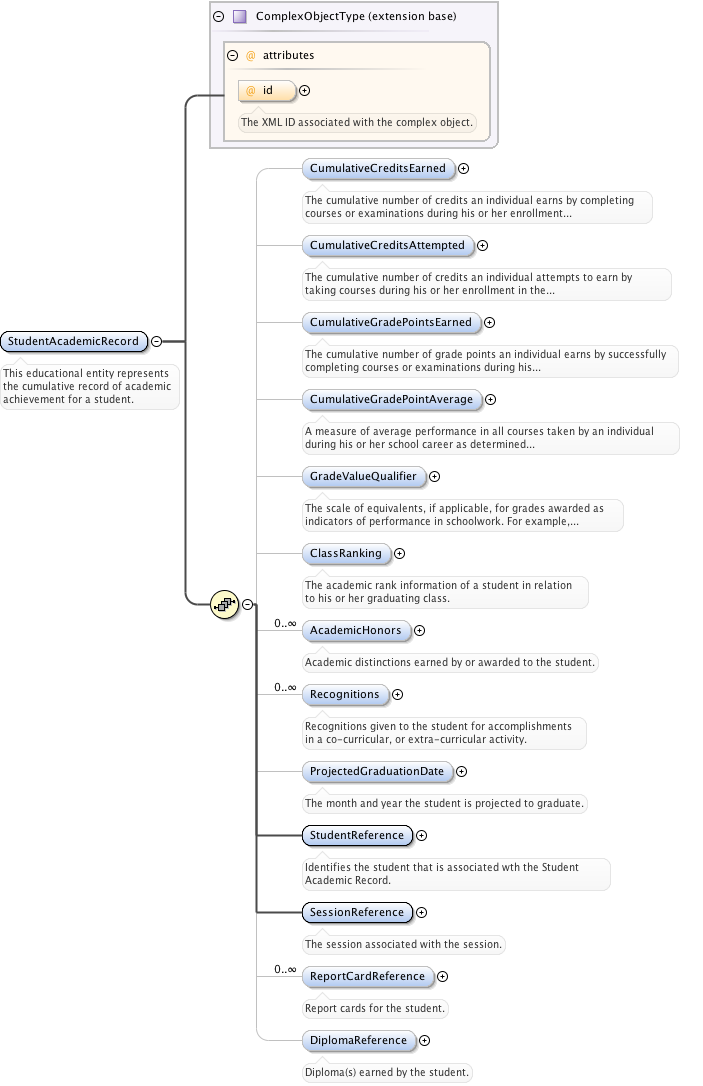 ComplexObjectType (extension base)
@ attributes
@ id
The XML ID associated with the complex object.
CumulativeCreditsEarned
The cumulative number of credits an individual earns by completing
courses or examinations during his or her enrollment...
CumulativeCreditsAttempted
The cumulative number of credits an individual attempts to earn by
taking courses during his or her enrollment in the...
CumulativeGradePointsEarned
The cumulative number of grade points an individual earns by successfully
completing courses or examinations during his...
StudentAcademicRecord
This educational entity represents
the cumulative record of academic
achievement for a student.
CumulativeGradePointAverage
A measure of average performance in all courses taken by an individual
during his or her school career as determined...
GradeValueQualifier
The scale of equivalents, if applicable, for grades awarded as
indicators of performance in schoolwork. For example,...
ClassRanking
The academic rank information of a student in relation
to his or her graduating class.
0..∞
AcademicHonors
Academic distinctions earned by or awarded to the student.
0..∞
Recognitions
Recognitions given to the student for accomplishments
in a co-curricular, or extra-curricular activity.
ProjectedGraduationDate
The month and year the student is projected to graduate.
StudentReference
Identifies the student that is associated wth the Student
Academic Record.
SessionReference
The session associated with the session.
0..∞
ReportCardReference
Report cards for the student.
DiplomaReference
Diploma(s) earned by the student.